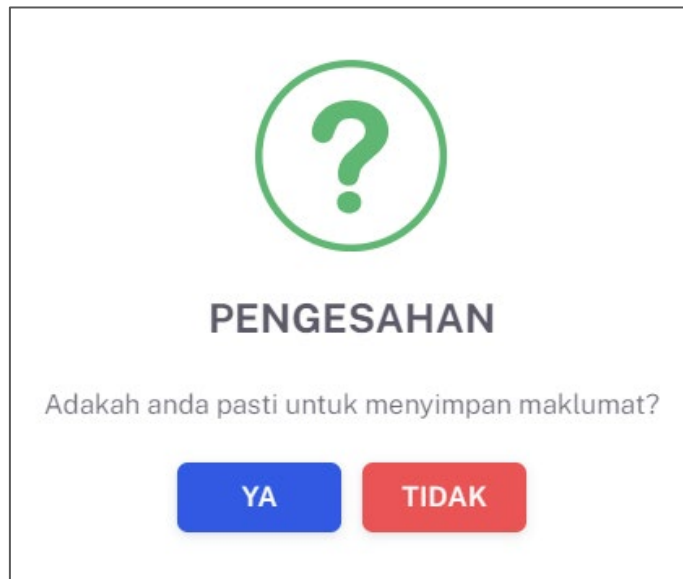 ?
PENGESAHAN
Adakah anda pasti untuk menyimpan maklumat?
YA
TIDAK